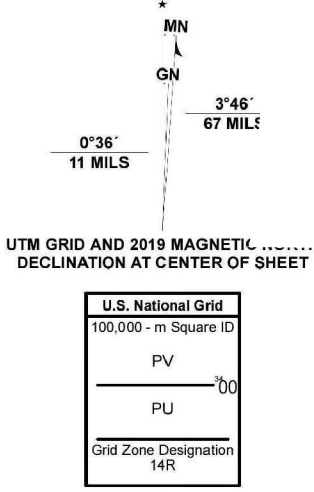 MN
GN
3°46´
67 MILS
0°36´
11 MILS
UTM GRID AND 2019 MAGNETIC
DECLINATION AT CENTER OF SHEET
U.S. National Grid
100,000 - m Square ID
PV
3400
PU
Grid Zone Designation
14R